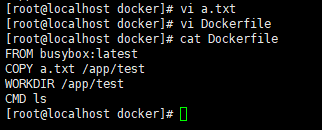 [root@localhost docker]# vi a.txt
[root@localhost docker]# vi Dockerfile
[root@localhost docker]# cat Dockerfile
FROM busybox:latest
COPY a.txt /app/test
WORKDIR /app/test
CMD ls
[root@localhost docker]#